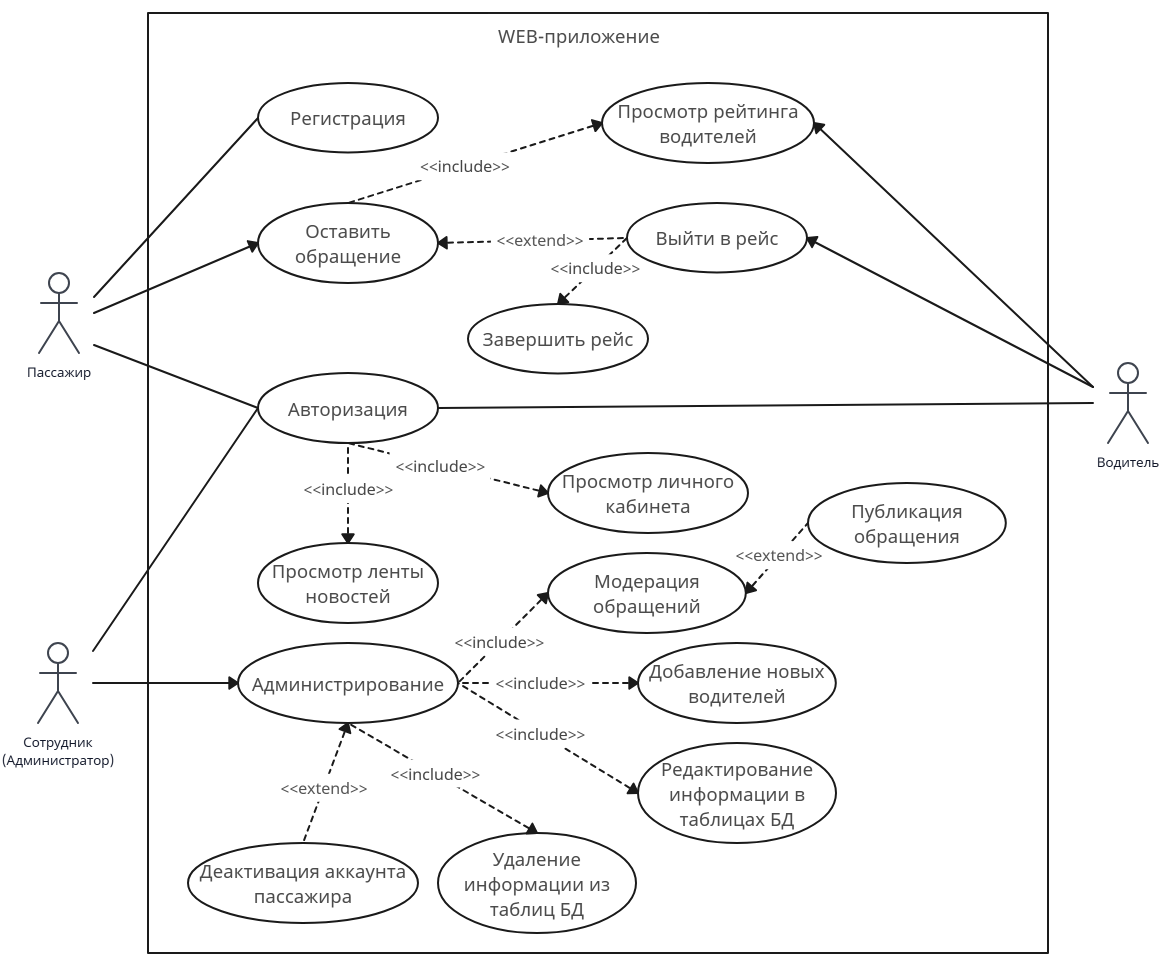 WEB-приложение
Регистрация
Просмотр рейтинга
водителей
<<include>>
Оставить
обращение
<<extend>>
Выйти в рейс
<<include>>
Завершить рейс
Пассажир
Авторизация
Водитель
<<include>>
<<include>>
Просмотр личного
кабинета
Публикация
обращения
<<extend>>
Просмотр ленты
новостей
Модерация
обращений
<<include>>
Администрирование
<<include>>
Добавление новых
водителей
Сотрудник
(Администратор)
<<include>>
<<include>>
<<extend>>
Редактирование
информации в
таблицах БД
Деактивация аккаунта
пассажира
Удаление
информации из
таблиц БД